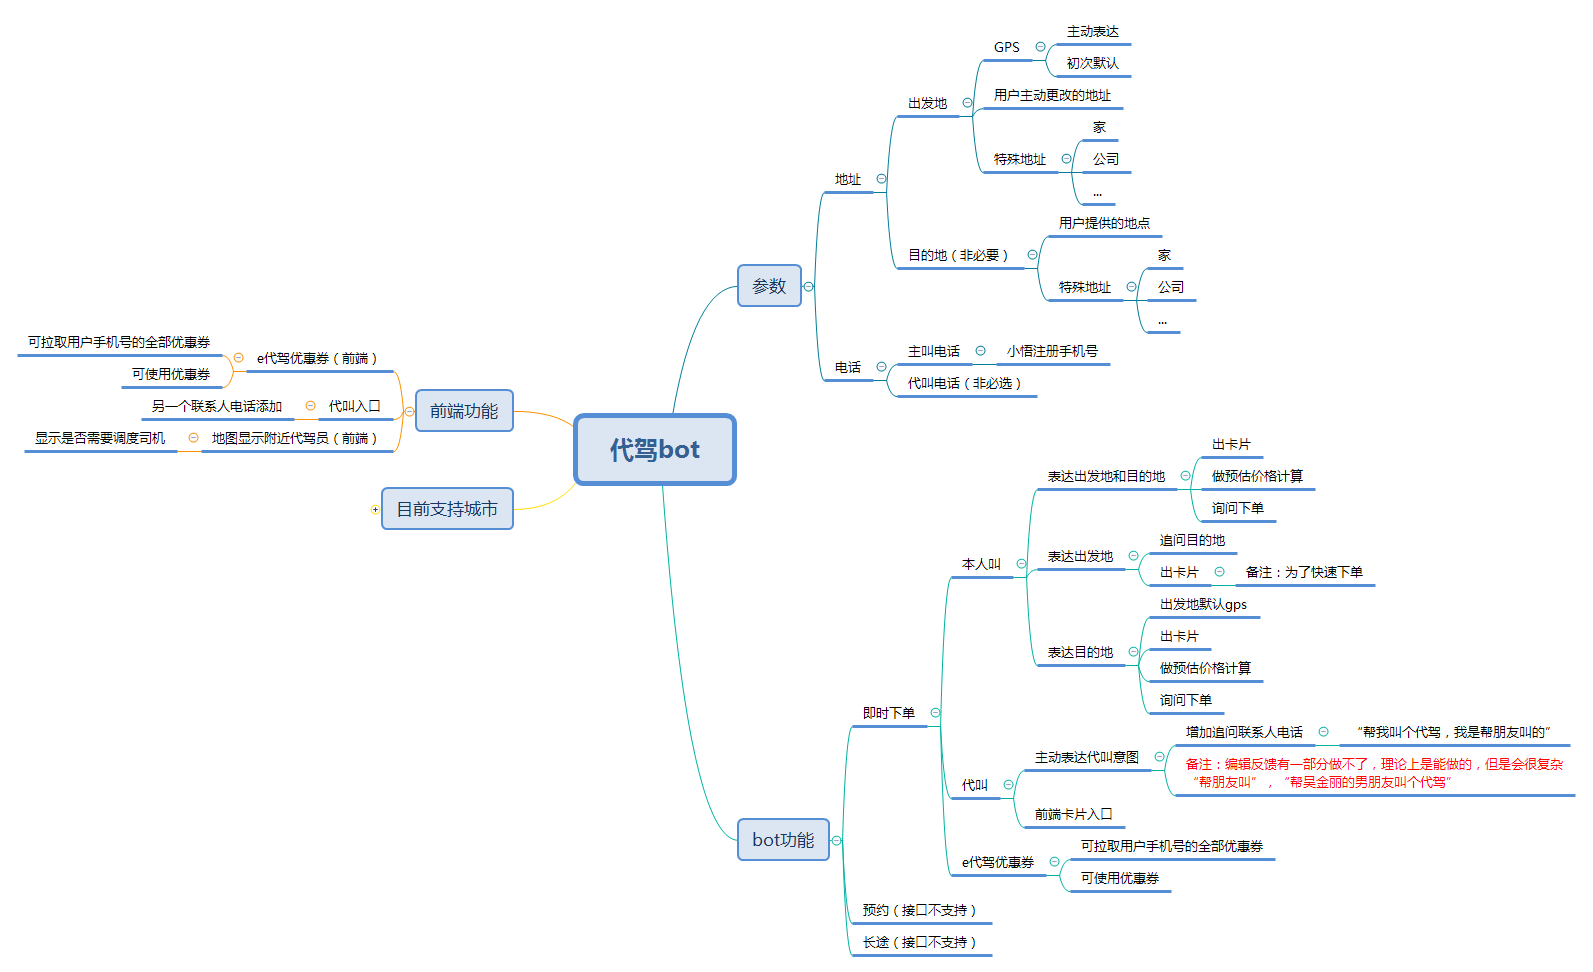 代驾bot
参数
地址
出发地
GPS
主动表达
初次默认
用户主动更改的地址
特殊地址
家
公司
...
目的地（非必要）
用户提供的地点
特殊地址
家
公司
...
电话
主叫电话
小悟注册手机号
代叫电话（非必选）
bot功能
即时下单
本人叫
表达出发地和目的地
出卡片
做预估价格计算
询问下单
表达出发地
追问目的地
出卡片
备注：为了快速下单
表达目的地
出发地默认gps
出卡片
做预估价格计算
询问下单
代叫
主动表达代叫意图
增加追问联系人电话
“帮我叫个代驾，我是帮朋友叫的”
备注：编辑反馈有一部分做不了，理论上是能做的，但是会很复杂
“帮朋友叫”，“帮吴金丽的男朋友叫个代驾”
前端卡片入口
e代驾优惠券
可拉取用户手机号的全部优惠券
可使用优惠券
预约（接口不支持）
长途（接口不支持）
前端功能
e代驾优惠券（前端）
可拉取用户手机号的全部优惠券
可使用优惠券
代叫入口
另一个联系人电话添加
地图显示附近代驾员（前端）
显示是否需要调度司机
目前支持城市